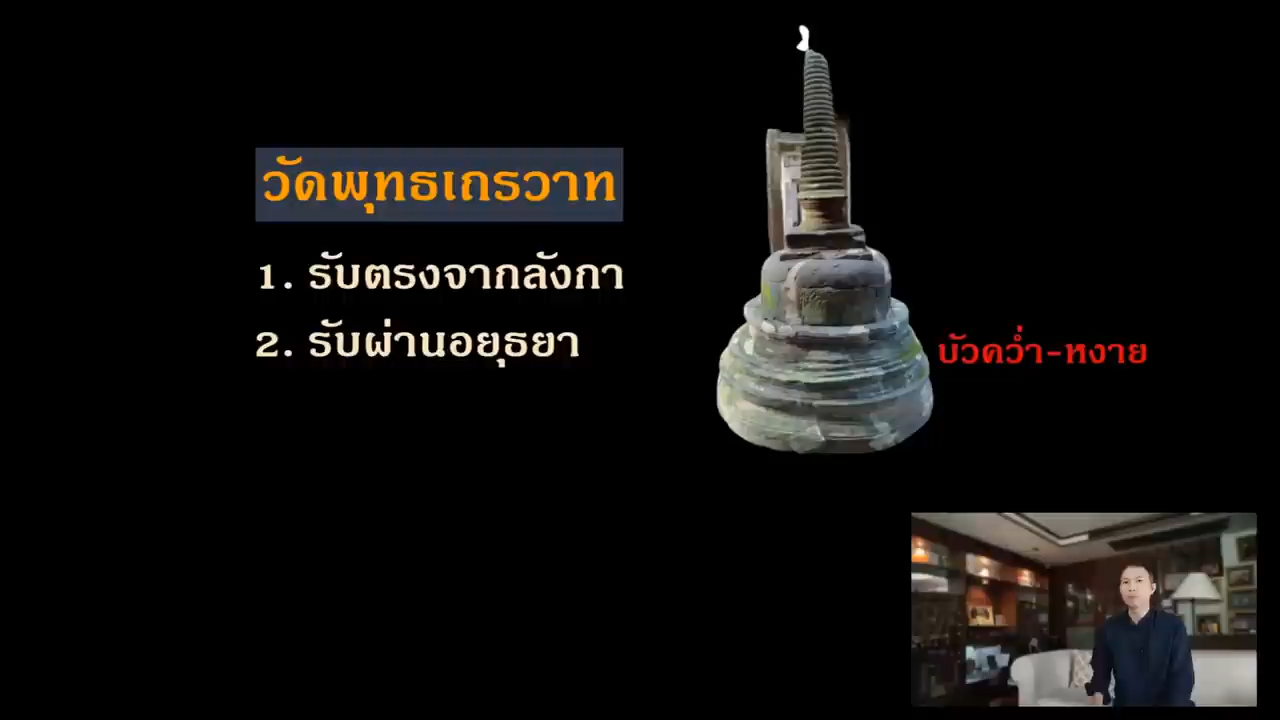 วัดพุทธเถรวาท
1. รับตรงจากลังกา
2. รับผ่านอยุธยา
บัวคว่ำ-หงาย